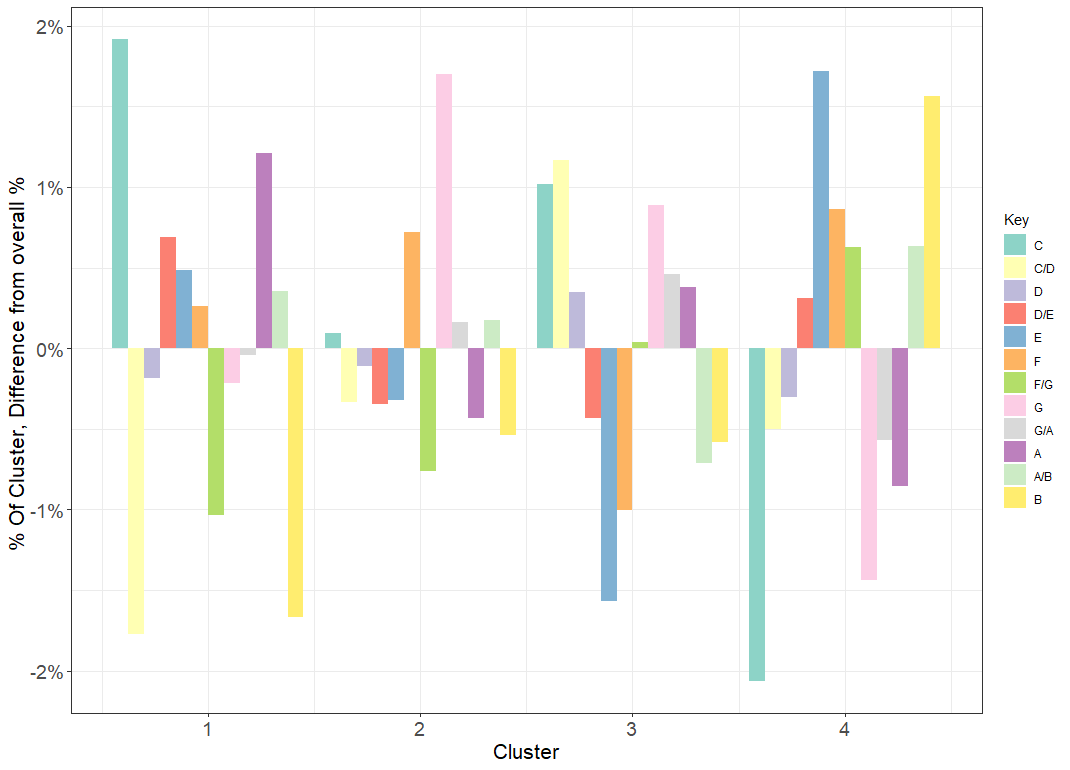 % Of Cluster, Difference from overall %
2%
1%
0%
-1%
-2%
1 2 3 4
Cluster
Key
C
C/D
D
D/E
E
F
F/G
G
G/A
A
A/B
B